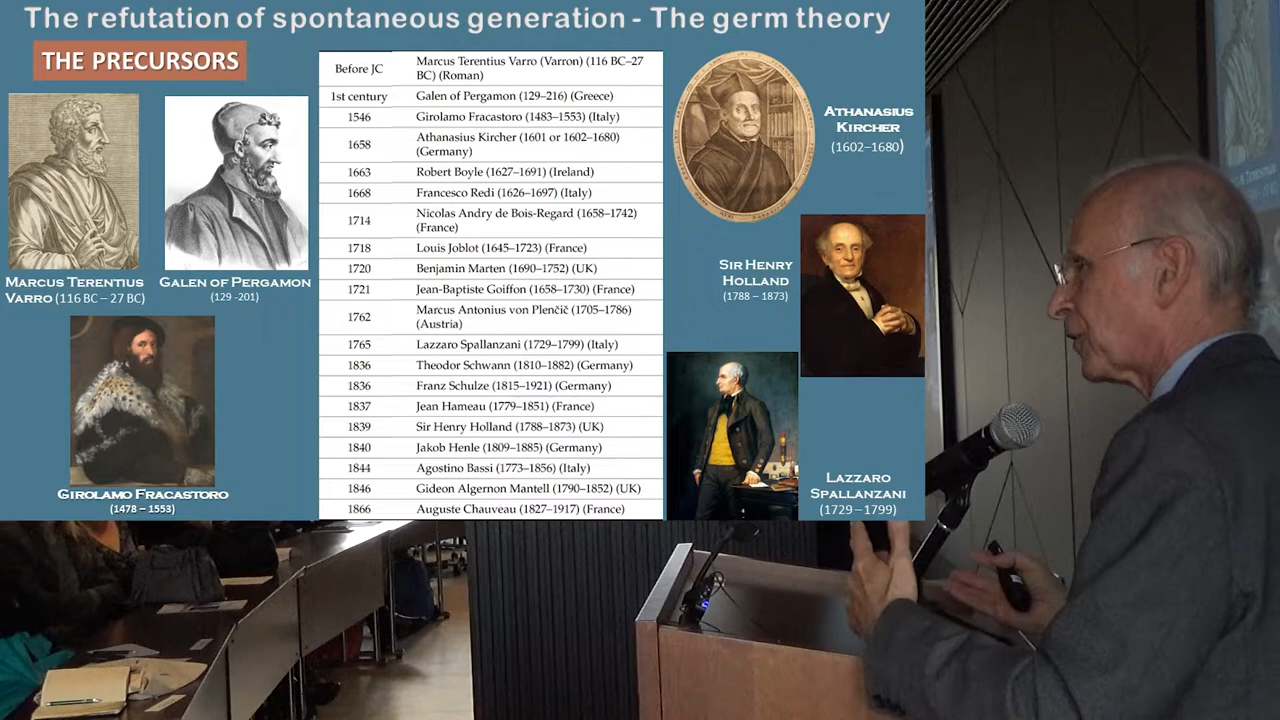 The refutation of spontaneous generation - The germ theory
THE PRECURSORS
MARCUS TERENTIUS
VARRO (116 BC – 27 BC)
GALEN OF PERGAMON
(129 -201)
GIROLAMO FRACASTORO
(1478 – 1553)
Before JC Marcus Terentius Varro (Varron) (116 BC–27
BC) (Roman)
1st century Galen of Pergamon (129–216) (Greece)
1546 Girolamo Fracastoro (1483–1553) (Italy)
1658 Athanasius Kircher (1601 or 1602–1680)
(Germany)
1663 Robert Boyle (1627–1691) (Ireland)
1668 Francesco Redi (1626–1697) (Italy)
1714 Nicolas Andry de Bois-Regard (1658–1742)
(France)
1718 Louis Joblot (1645–1723) (France)
1720 Benjamin Marten (1690–1752) (UK)
1721 Jean-Baptiste Goiffon (1658–1730) (France)
1762 Marcus Antonius von Plenčič (1705–1786)
(Austria)
1765 Lazzaro Spallanzani (1729–1799) (Italy)
1836 Theodor Schwann (1810–1882) (Germany)
1836 Franz Schulze (1815–1921) (Germany)
1837 Jean Hameau (1779–1851) (France)
1839 Sir Henry Holland (1788–1873) (UK)
1840 Jakob Henle (1809–1885) (Germany)
1844 Agostino Bassi (1773–1856) (Italy)
1846 Gideon Algernon Mantell (1790–1852) (UK)
1866 Auguste Chauveau (1827–1917) (France)
ATHANASIUS
KIRCHER
(1602–1680)
SIR HENRY
HOLLAND
(1788 – 1873)
LAZZARO
SPALLANZANI
(1729 – 1799)